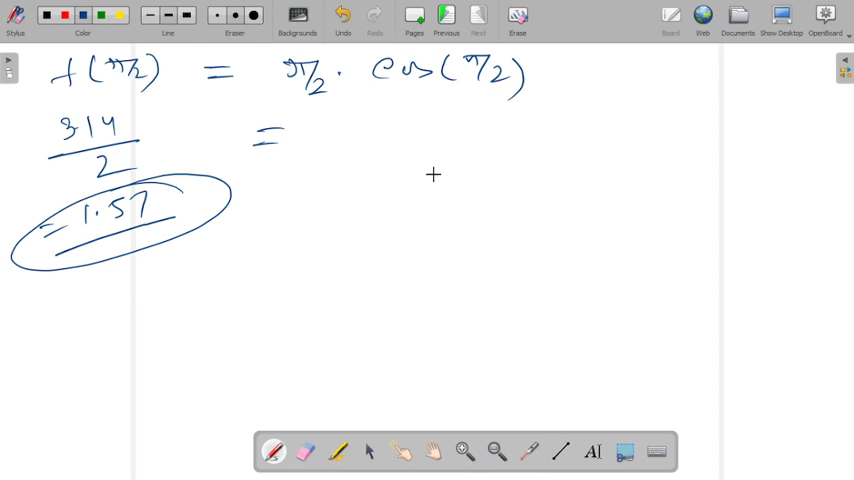 Stylus Color Line Eraser Backgrounds Undo Redo Pages Previous Next Erase Board Web Documents Show Desktop OpenBoard
f(π/2) = π/2 · cos(π/2)
3.14
2
=
= 1.57
AI